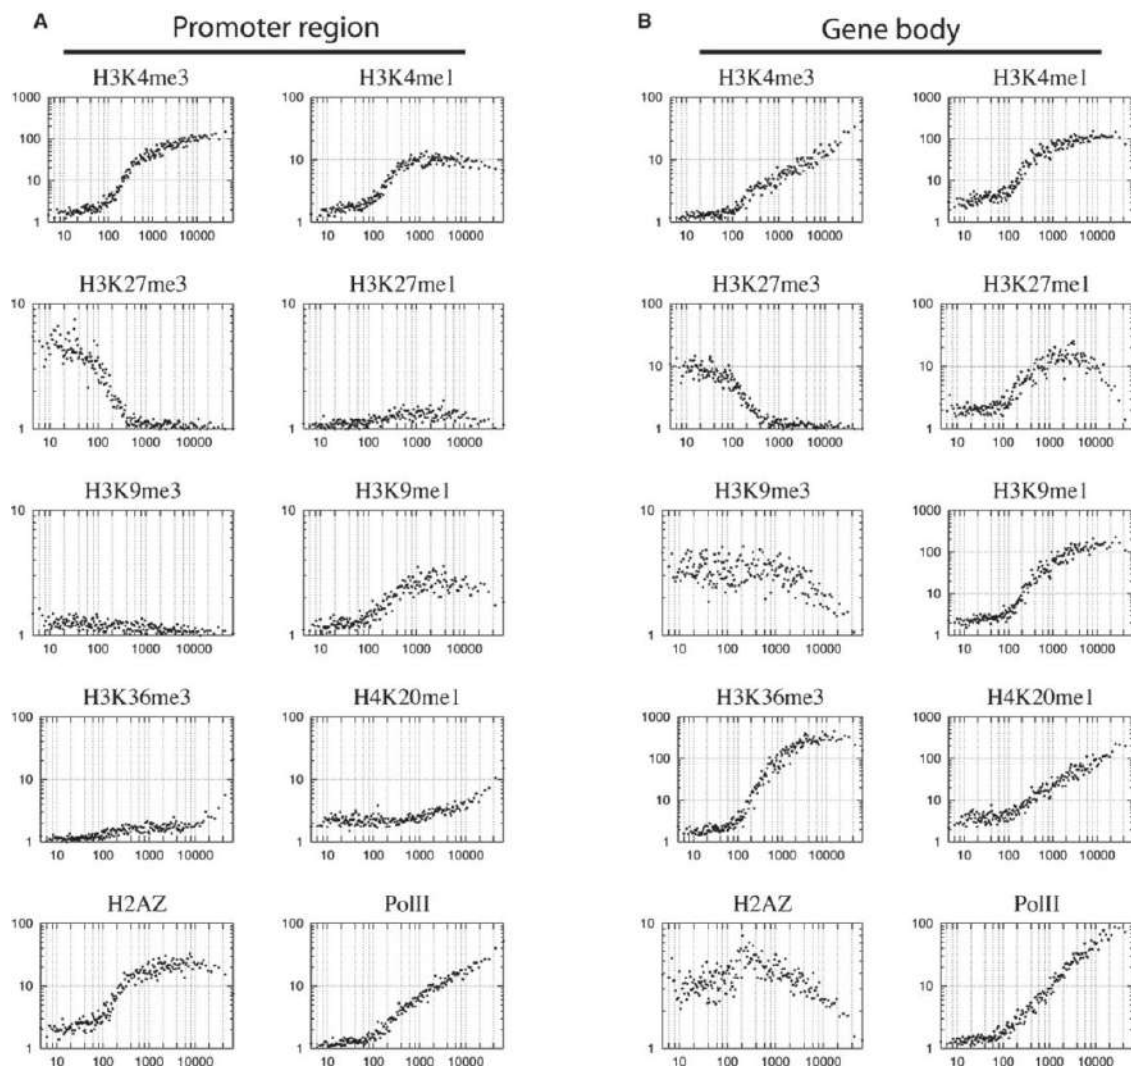 A Promoter region B Gene body
H3K4me3 H3K4me1 H3K4me3 H3K4me1
1000 100 100 1000
100 10 10 100
10 10
1 1 1 1
10 100 1000 10000 10 100 1000 10000 10 100 1000 10000 10 100 1000 10000
H3K27me3 H3K27me1 H3K27me3 H3K27me1
10 10 100 100
10 10
1 1 1 1
10 100 1000 10000 10 100 1000 10000 10 100 1000 10000 10 100 1000 10000
H3K9me3 H3K9me1 H3K9me3 H3K9me1
10 10 10 1000
100
10
1 1 1 1
10 100 1000 10000 10 100 1000 10000 10 100 1000 10000 10 100 1000 10000
H3K36me3 H4K20me1 H3K36me3 H4K20me1
100 100 1000 1000
10 10 100 100
10 10
1 1 1 1
10 100 1000 10000 10 100 1000 10000 10 100 1000 10000 10 100 1000 10000
H2AZ PolII H2AZ PolII
100 100 10 100
10 10 10
1 1 1 1
10 100 1000 10000 10 100 1000 10000 10 100 1000 10000 10 100 1000 10000